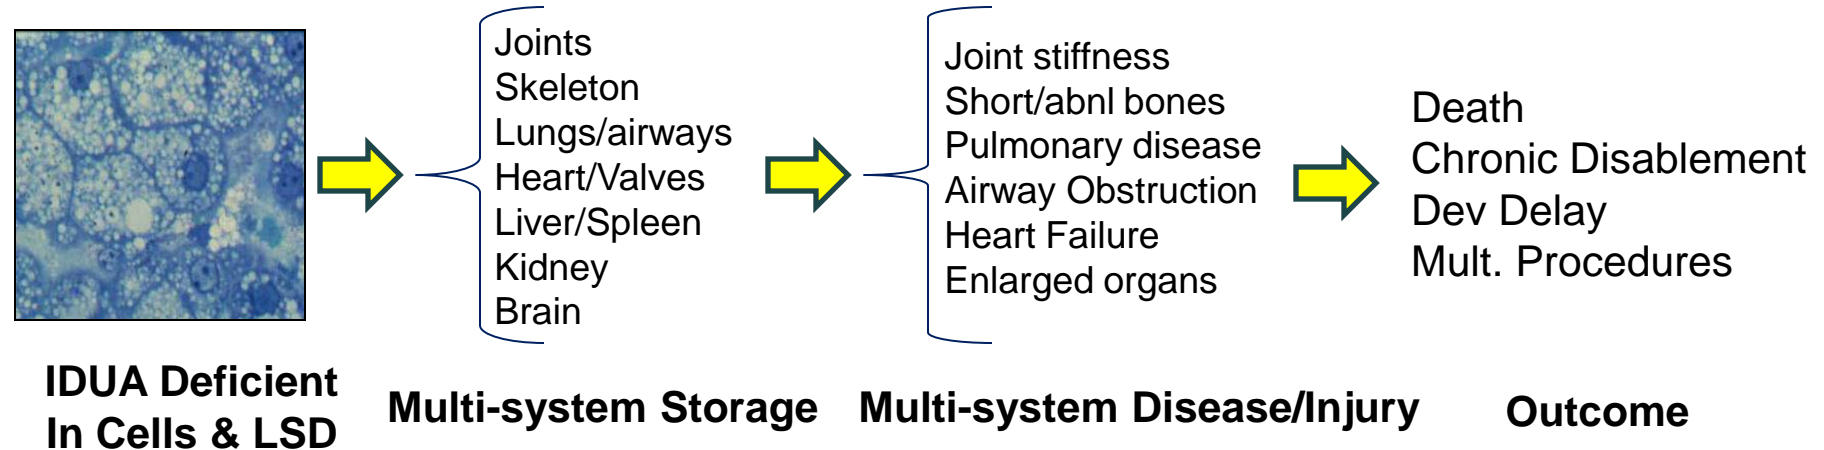 Joints
Skeleton
Lungs/airways
Heart/Valves
Liver/Spleen
Kidney
Brain
Joint stiffness
Short/abnl bones
Pulmonary disease
Airway Obstruction
Heart Failure
Enlarged organs
Death
Chronic Disablement
Dev Delay
Mult. Procedures
IDUA Deficient
In Cells & LSD
Multi-system Storage
Multi-system Disease/Injury
Outcome